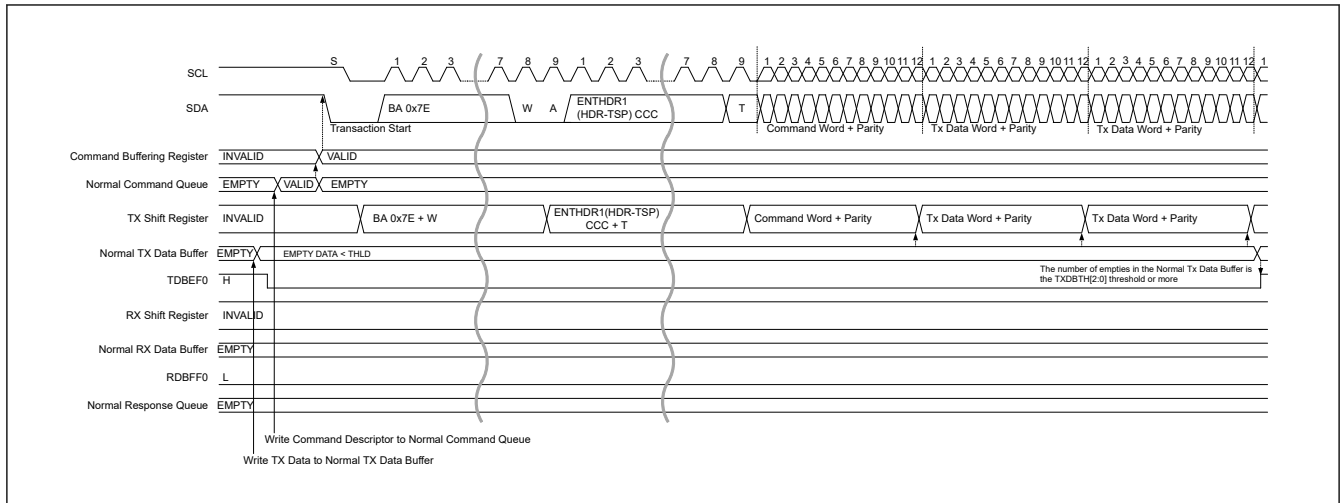 S 1 2 3 7 8 9 1 2 3 7 8 9 1 2 3 4 5 6 7 8 9 10 11 12 1 2 3 4 5 6 7 8 9 10 11 12 1 2 3 4 5 6 7 8 9 10 11 12 1
SCL
SDA BA 0x7E W A ENTHDR1
(HDR-TSP) CCC T
Transaction Start Command Word + Parity Tx Data Word + Parity Tx Data Word + Parity
Command Buffering Register INVALID VALID
Normal Command Queue EMPTY VALID EMPTY
TX Shift Register INVALID BA 0x7E + W ENTHDR1(HDR-TSP)
CCC + T Command Word + Parity Tx Data Word + Parity Tx Data Word + Parity
Normal TX Data Buffer EMPTY EMPTY DATA < THLD
The number of empties in the Normal Tx Data Buffer is
the TXDBTH[2:0] threshold or more
TDBEF0 H
RX Shift Register INVALID
Normal RX Data Buffer EMPTY
RDBFF0 L
Normal Response Queue EMPTY
Write Command Descriptor to Normal Command Queue
Write TX Data to Normal TX Data Buffer